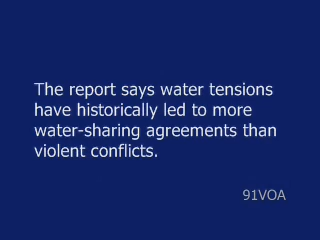 The report says water tensions
have historically led to more
water-sharing agreements than
violent conflicts.
91VOA